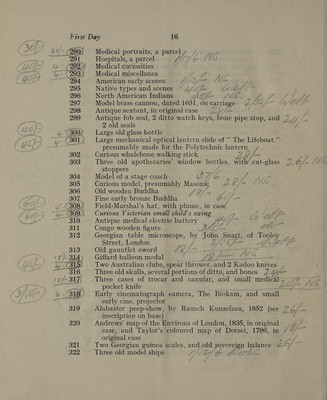 First Day 16
290 Medical portraits, a parcel
291 Hospitals, a parcel
292 Medical curiosities
293 Medical miscellanea
294 American early scenes
295 Native types and scenes
296 North American Indians
297 Model brass cannon, dated 1651, on carriage
298 Antique sextant, in original case
299 Antique fob seal, 2 ditto watch keys, bone pipe stop, and
2 old seals
300 Large old glass bottle
301 Large mechanical optical lantern slide of " The Lifeboat."
presumably made for the Polytechnic lantern
302 Curious whalebone walking stick
303 Three old apothecaries' window bottles, with cut-glass
stoppers
304 Model of a stage coach
305 Curious model, presumably Masonic
306 Old wooden Buddha
307 Fine early bronze Buddha
308 Field-Marshal's hat, with plume, in case
309 Curious Victorian small child's swing
310 Antique medical electric battery
311 Congo wooden figure
312 Georgian table microscope, by John Snart, of Tooley
Street, London
313 Old gauntlet sword
314 Giffard balloon medal
315 Two Australian clubs, spear thrower, and 2 Kadoo knives
316 Three old skulls, several portions of ditto, and bones
317 Three cases of trocar and canular, and small medical
pocket knife
318 Early cinematograph camera, The Biokam, and small
early cine. projector
319 Alabaster peep-show, by Rausch Kunzelsau, 1852 (see
inscription on base)
320 Andrews' map of the Environs of London, 1835, in original
case, and Taylor's coloured map of Dorset, 1796, in
original case
321 Two Georgian guinea scales, and old sovereign balance
322 Three old model ships